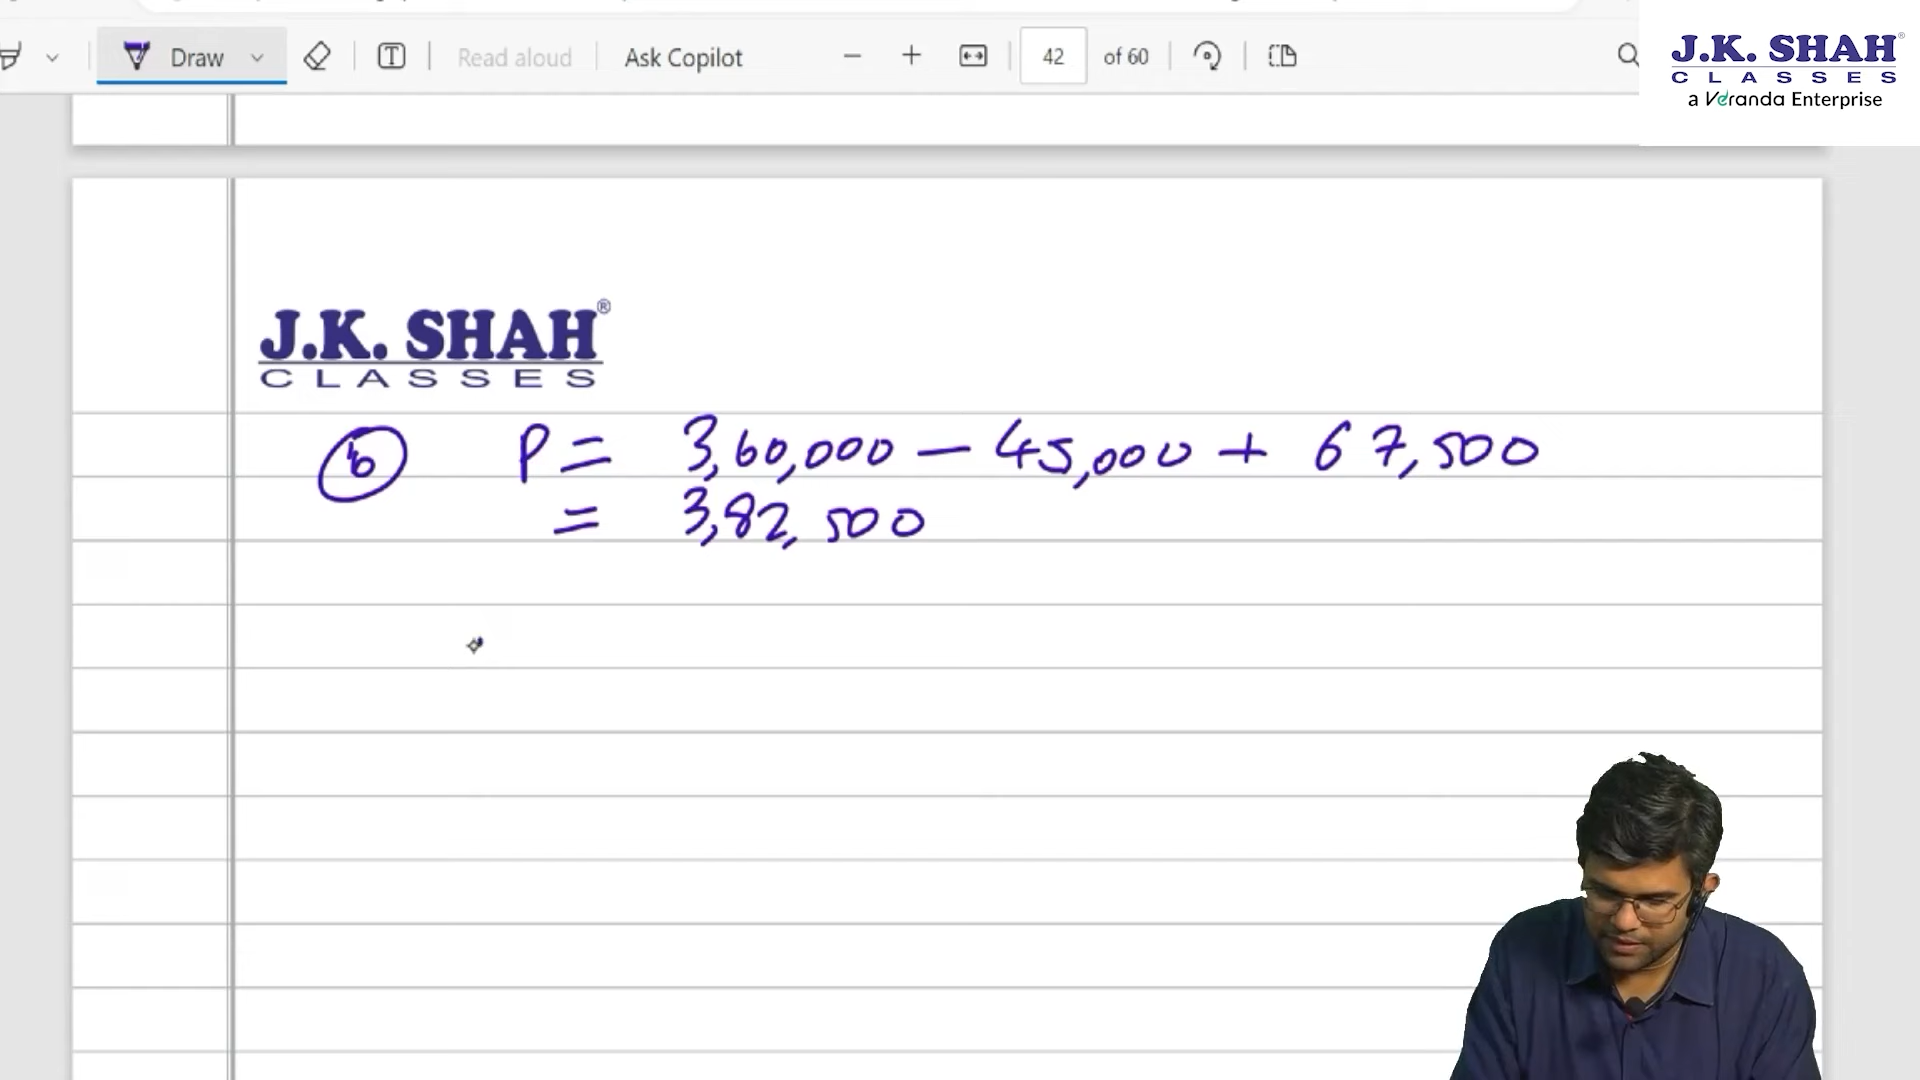 Draw
Read aloud
Ask Copilot
42 of 60
J.K. SHAH®
CLASSES
a Veranda Enterprise
J.K. SHAH®
CLASSES
b P = 3,60,000 - 45,000 + 67,500
= 3,82,500